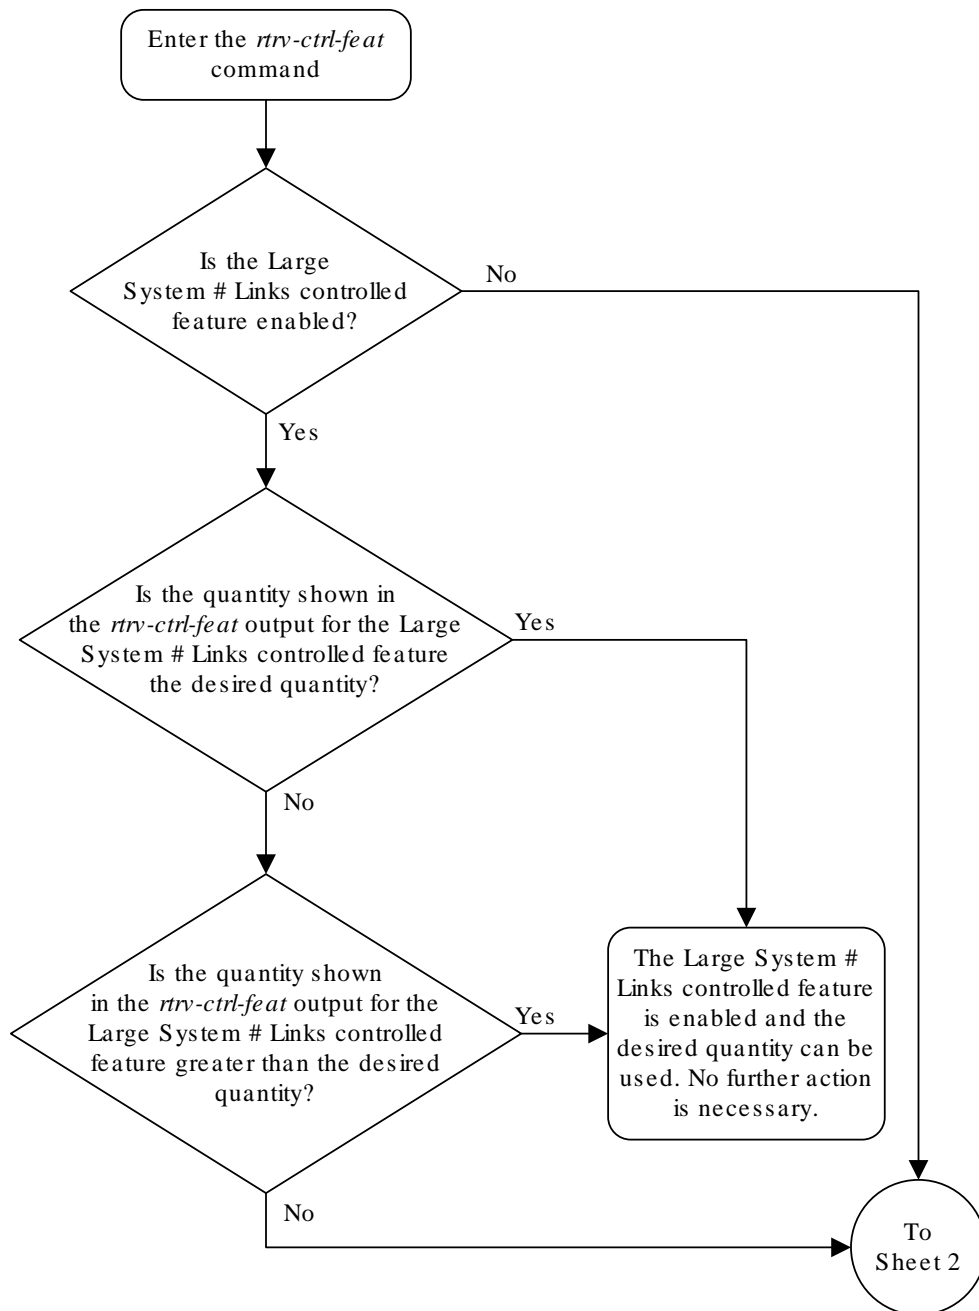 Enter the rtrv-ctrl-feat
command
Is the Large
System # Links controlled
feature enabled?
No
Yes
Is the quantity shown in
the rtrv-ctrl-feat output for the Large
System # Links controlled feature
the desired quantity?
Yes
No
Is the quantity shown
in the rtrv-ctrl-feat output for the
Large System # Links controlled
feature greater than the desired
quantity?
Yes
The Large System #
Links controlled feature
is enabled and the
desired quantity can be
used. No further action
is necessary.
No
To
Sheet 2